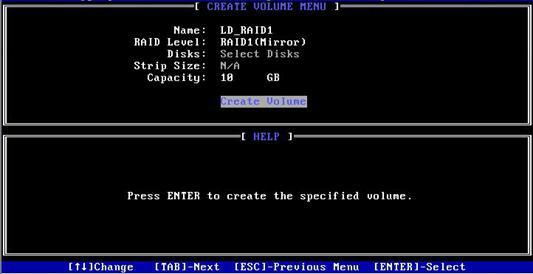 [ CREATE VOLUME MENU ]
Name: LD_RAID1
RAID Level: RAID1(Mirror)
Disks: Select Disks
Strip Size: N/A
Capacity: 10 GB
Create Volume
[ HELP ]
Press ENTER to create the specified volume.
[↑↓]Change [TAB]-Next [ESC]-Previous Menu [ENTER]-Select